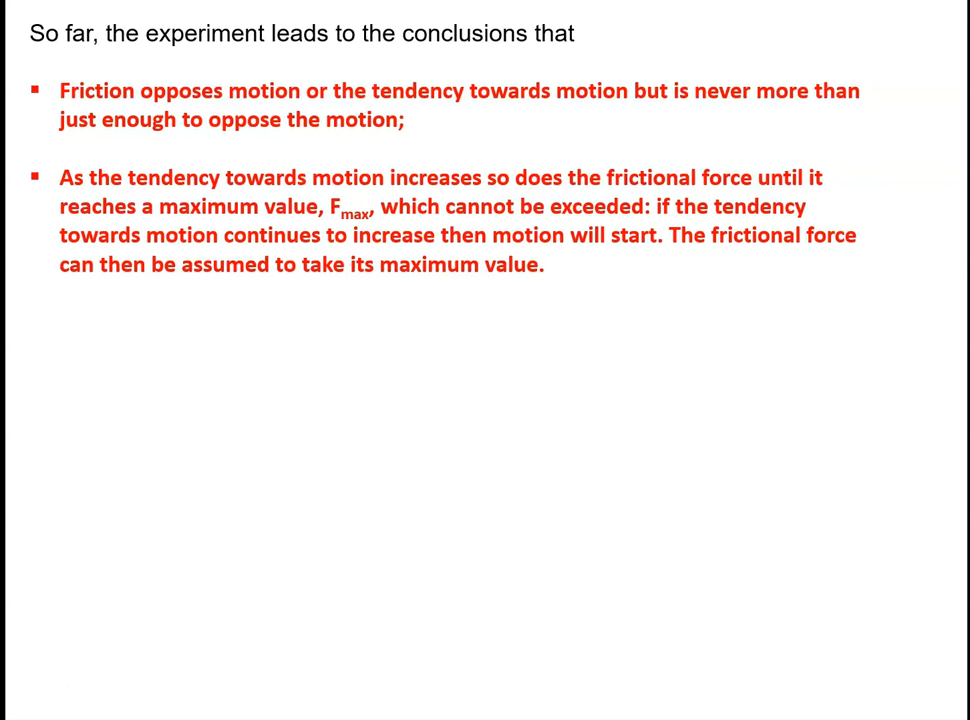 So far, the experiment leads to the conclusions that
▪ Friction opposes motion or the tendency towards motion but is never more than
just enough to oppose the motion;
▪ As the tendency towards motion increases so does the frictional force until it
reaches a maximum value, Fmax, which cannot be exceeded: if the tendency
towards motion continues to increase then motion will start. The frictional force
can then be assumed to take its maximum value.